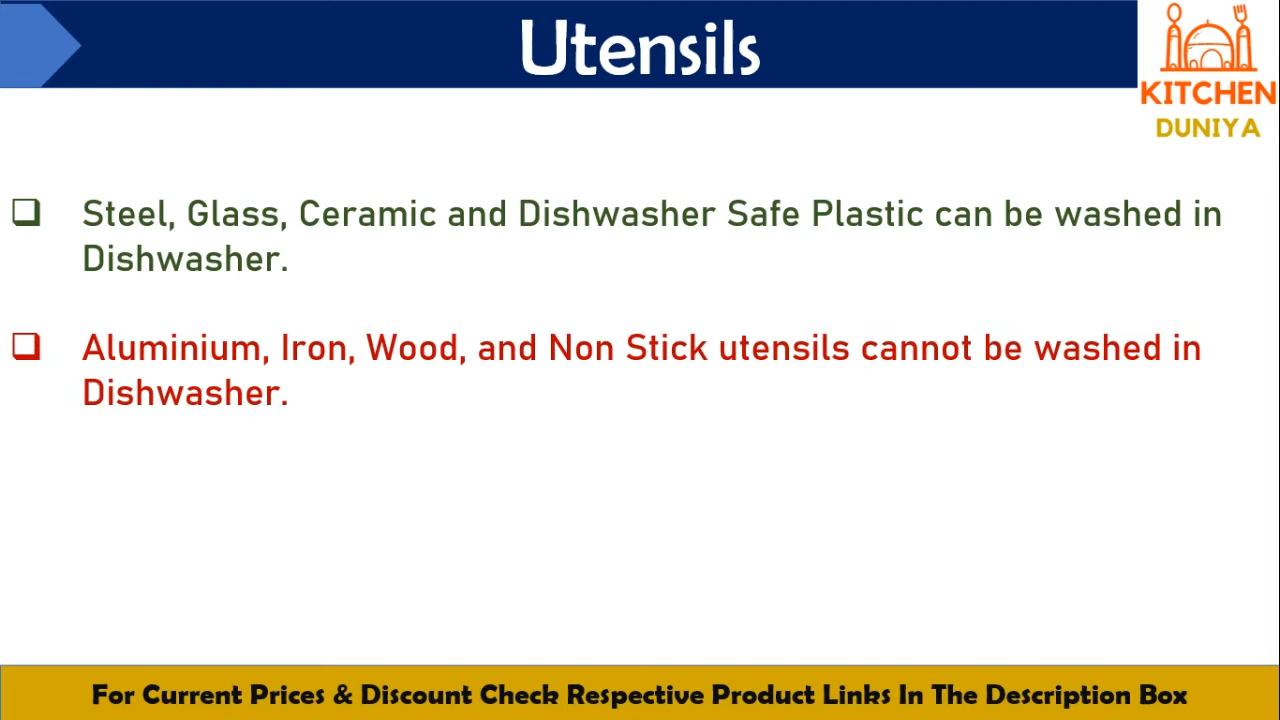 Utensils
KITCHEN
DUNIYA
Steel, Glass, Ceramic and Dishwasher Safe Plastic can be washed in
Dishwasher.
Aluminium, Iron, Wood, and Non Stick utensils cannot be washed in
Dishwasher.
For Current Prices & Discount Check Respective Product Links In The Description Box